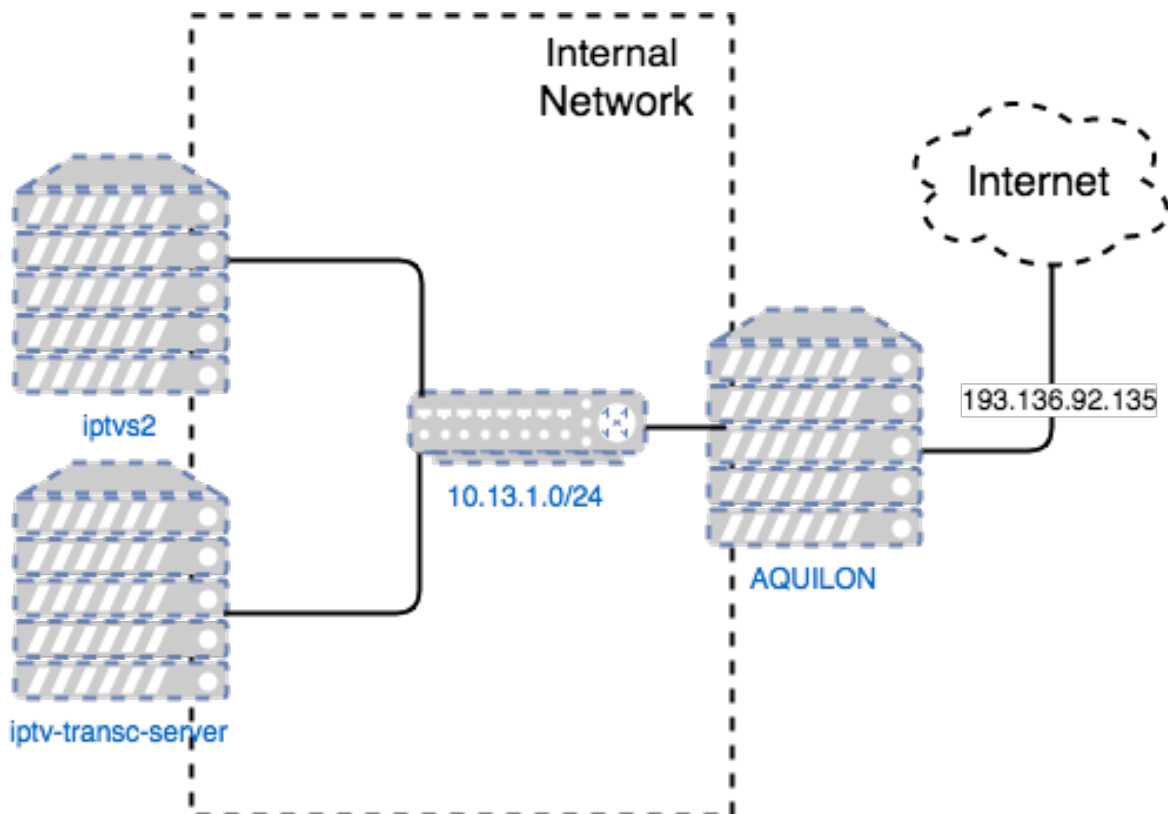 Internal
Network
Internet
iptvs2
193.136.92.135
10.13.1.0/24
AQUILON
iptv-transc-server